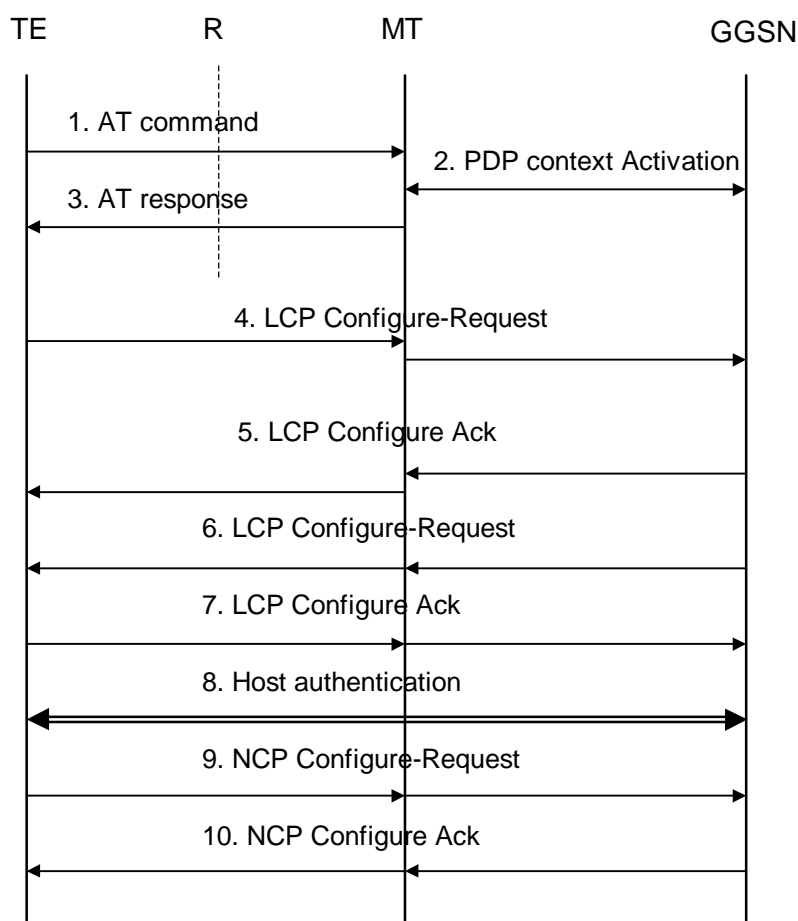 TE R MT GGSN
1. AT command
2. PDP context Activation
3. AT response
4. LCP Configure-Request
5. LCP Configure Ack
6. LCP Configure-Request
7. LCP Configure Ack
8. Host authentication
9. NCP Configure-Request
10. NCP Configure Ack